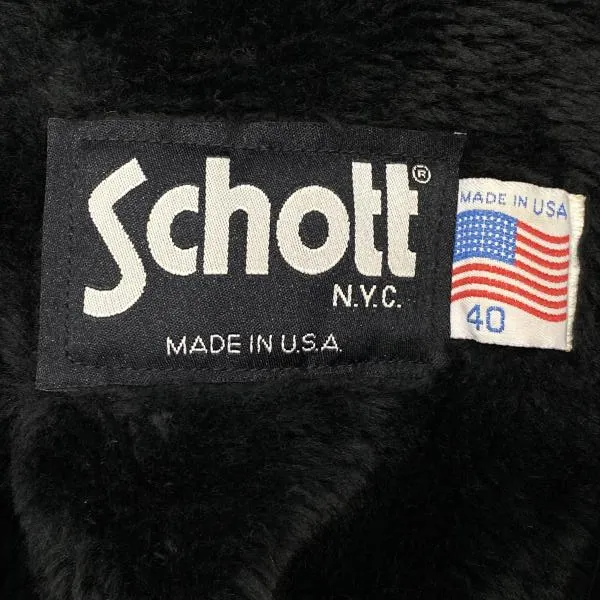 Schott®
N.Y.C.
MADE IN U.S.A.
MADE IN USA
40